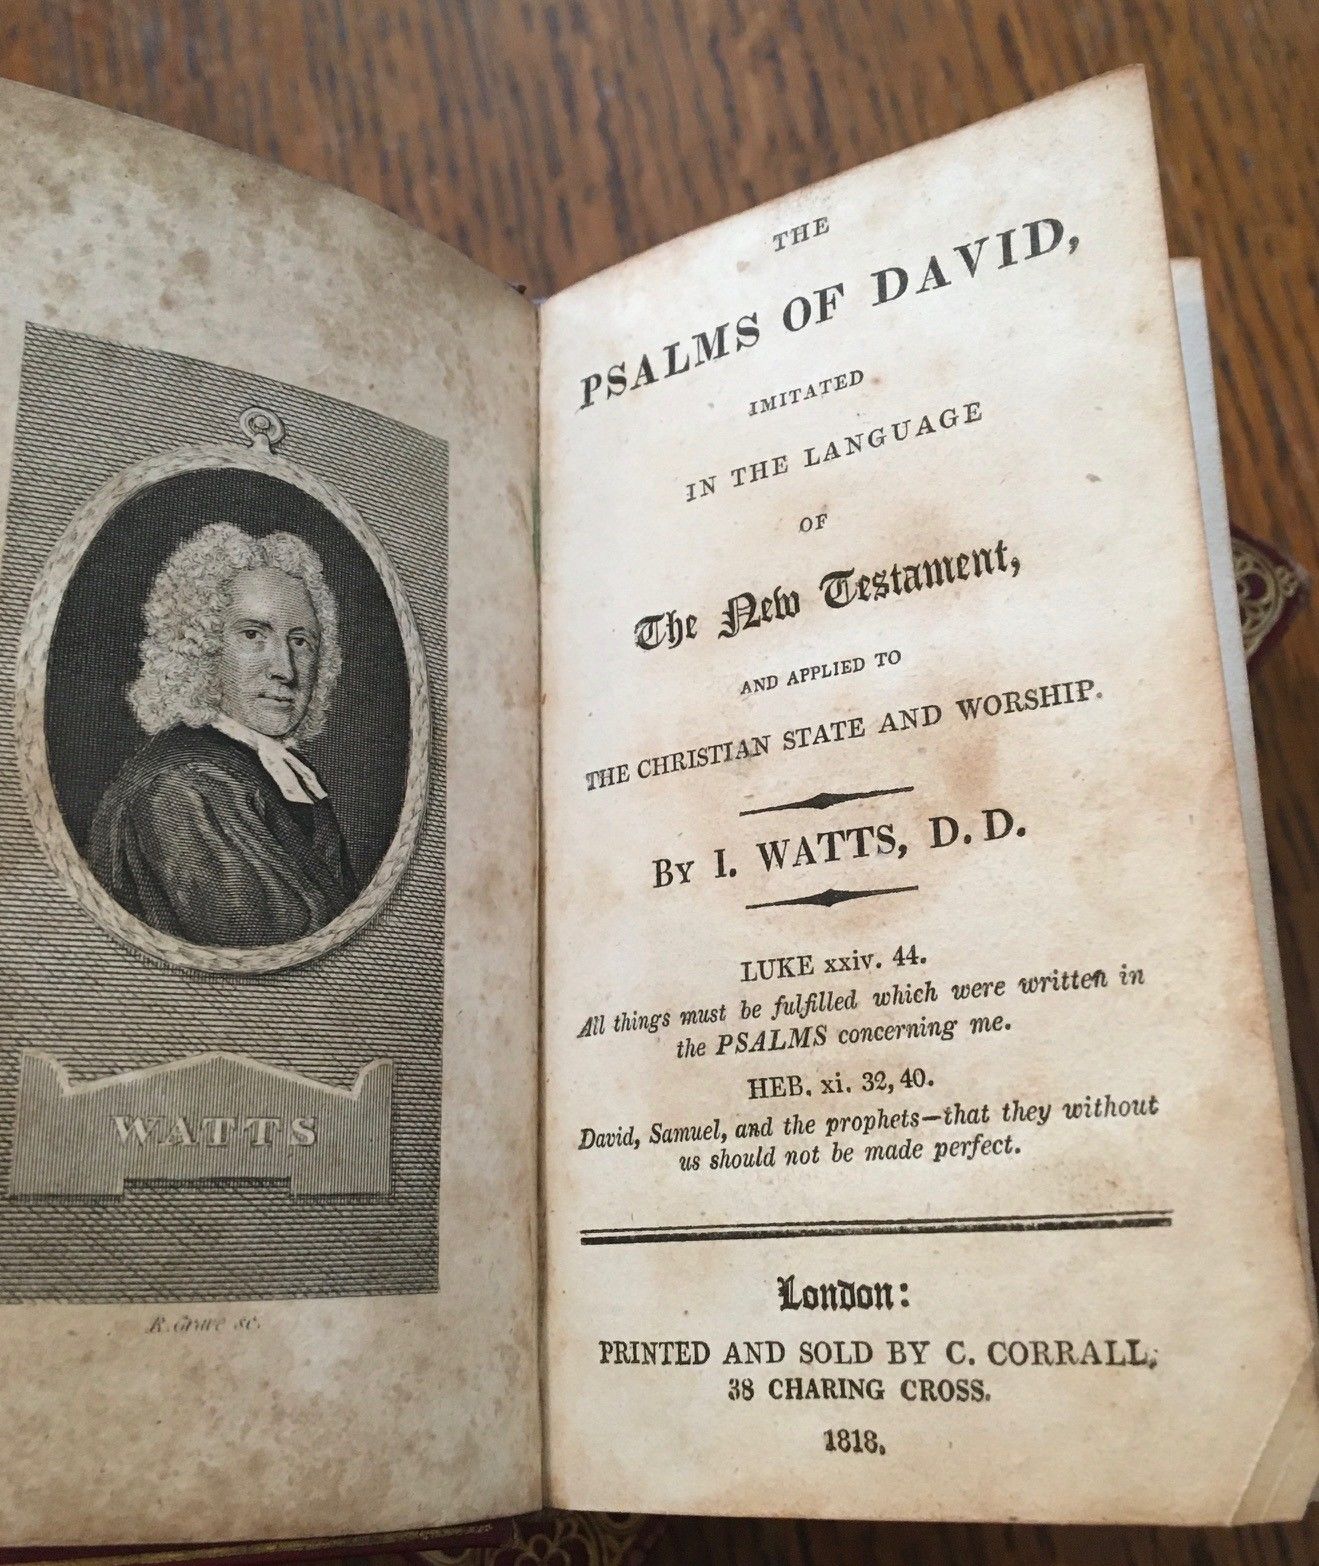 WATTS
R. Grave sc.
THE
PSALMS OF DAVID,
IMITATED
IN THE LANGUAGE
OF
The New Testament,
AND APPLIED TO
THE CHRISTIAN STATE AND WORSHIP.
BY I. WATTS, D. D.
LUKE xxiv. 44.
All things must be fulfilled which were written in
the PSALMS concerning me.
HEB. xi. 32, 40.
David, Samuel, and the prophets—that they without
us should not be made perfect.
London:
PRINTED AND SOLD BY C. CORRALL,
38 CHARING CROSS.
1818.